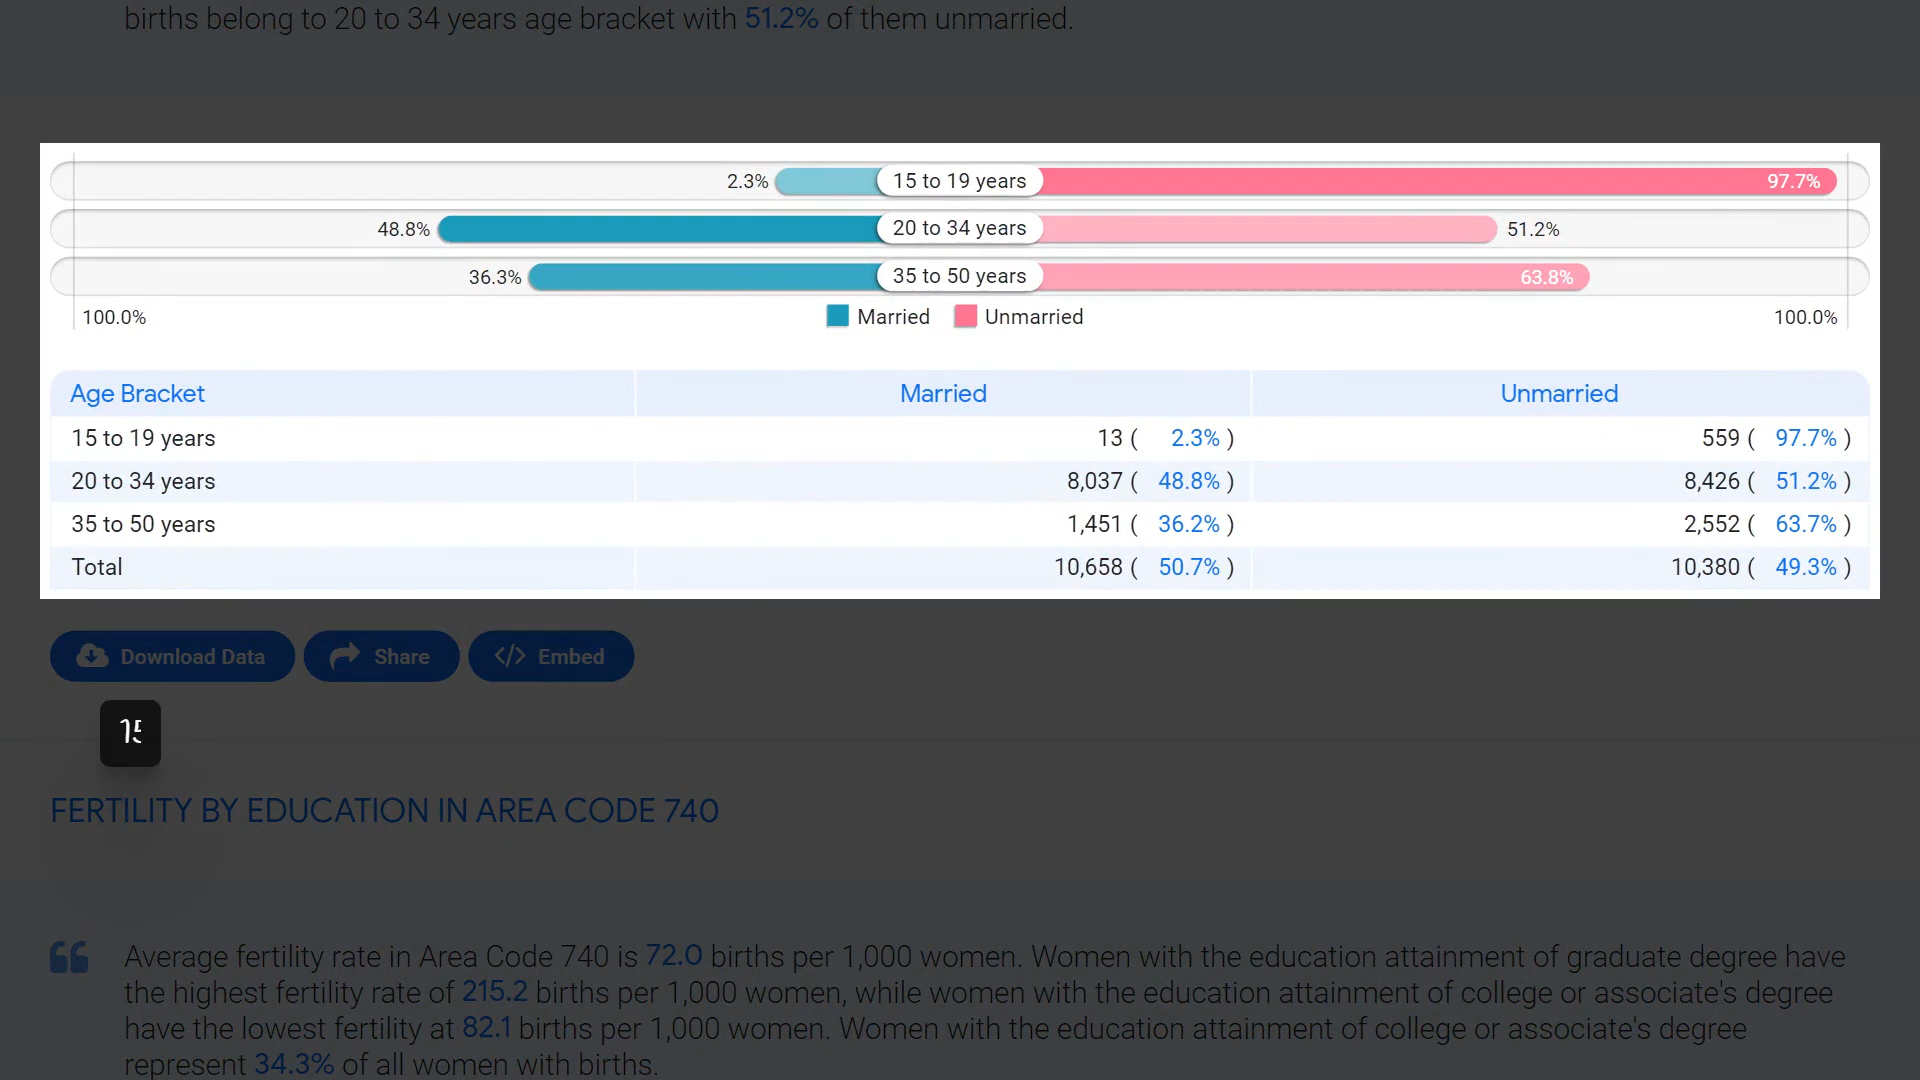 births belong to 20 to 34 years age bracket with 51.2% of them unmarried.
2.3% 15 to 19 years 97.7%
48.8% 20 to 34 years 51.2%
36.3% 35 to 50 years 63.8%
100.0% Married Unmarried 100.0%
Age Bracket Married Unmarried
15 to 19 years 13 ( 2.3% ) 559 ( 97.7% )
20 to 34 years 8,037 ( 48.8% ) 8,426 ( 51.2% )
35 to 50 years 1,451 ( 36.2% ) 2,552 ( 63.7% )
Total 10,658 ( 50.7% ) 10,380 ( 49.3% )
Download Data Share </> Embed
FERTILITY BY EDUCATION IN AREA CODE 740
Average fertility rate in Area Code 740 is 72.0 births per 1,000 women. Women with the education attainment of graduate degree have
the highest fertility rate of 215.2 births per 1,000 women, while women with the education attainment of college or associate's degree
have the lowest fertility at 82.1 births per 1,000 women. Women with the education attainment of college or associate's degree
represent 34.3% of all women with births.